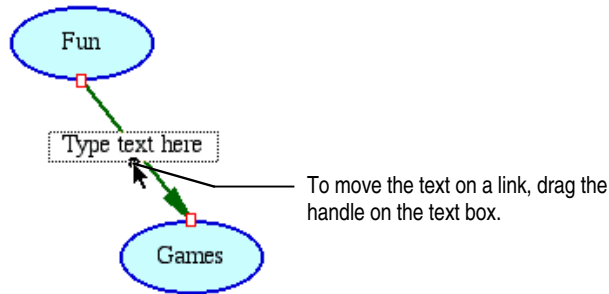 Fun
Type text here
To move the text on a link, drag the
handle on the text box.
Games